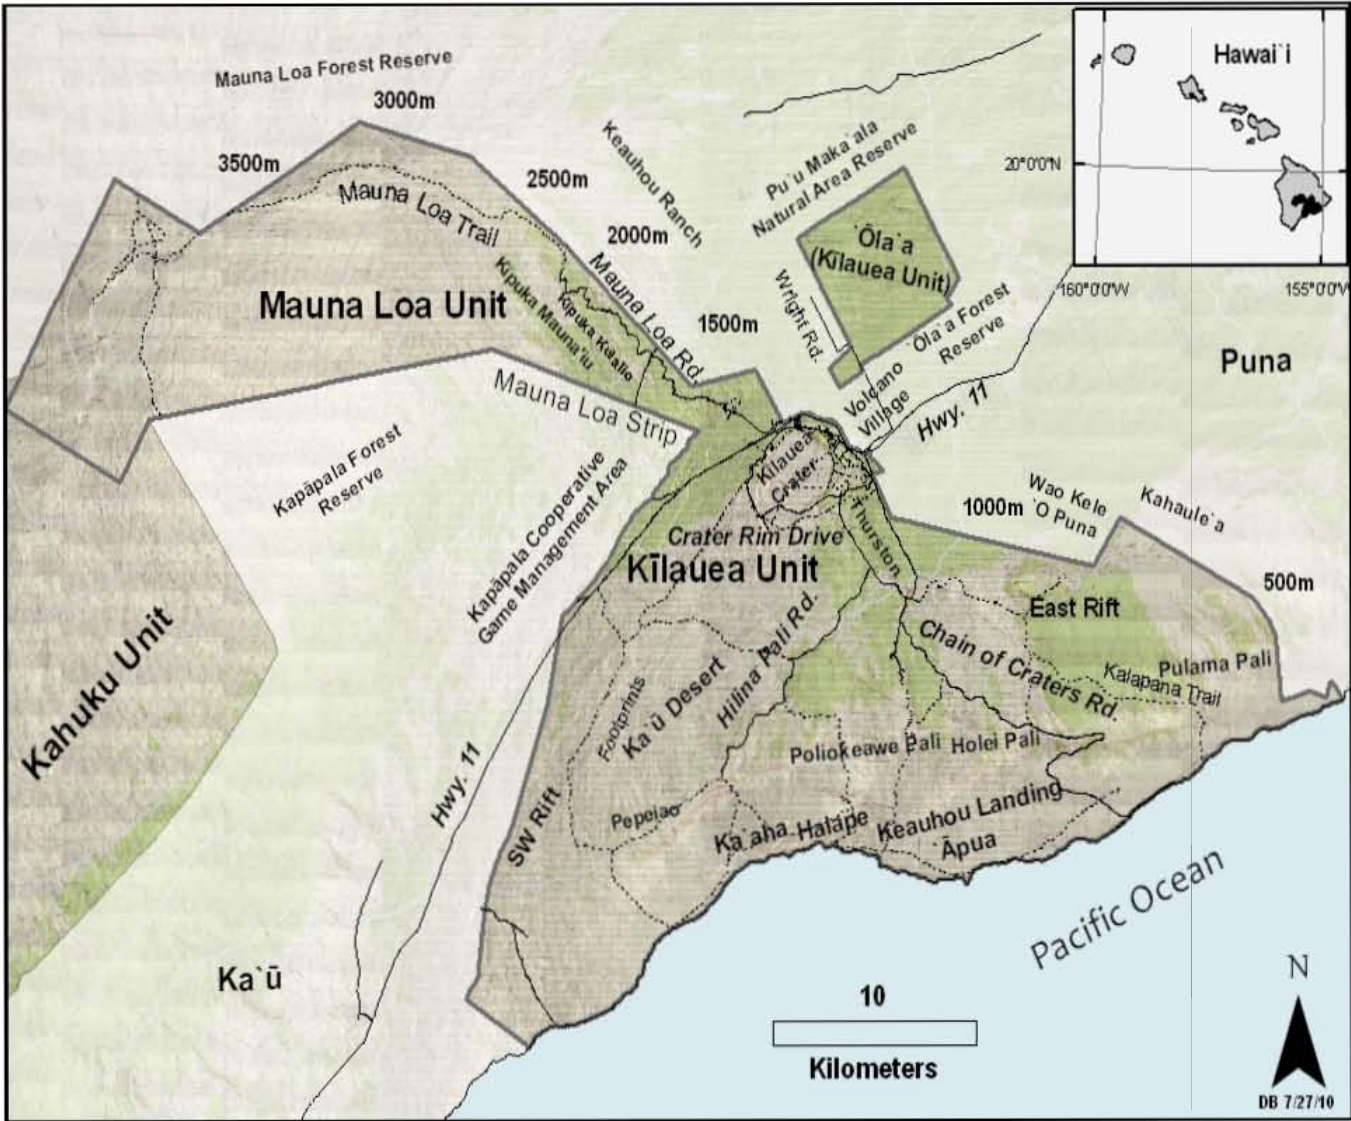 Mauna Loa Forest Reserve
3000m
3500m
2500m
Keauhou Ranch
2000m
Pu`u Maka`ala
Natural Area Reserve
Hawai`i
20°0'0"N
160°0'0"W
155°0'0"W
Mauna Loa Trail
`Ōla`a
(Kīlauea Unit)
Mauna Loa Unit
Kīpuka Mauna`iu
Kīpuka Kulalio
Mauna Loa Rd.
1500m
Wright Rd.
`Ōla`a Forest
Reserve
Puna
Mauna Loa Strip
Volcano
Village
Hwy. 11
Kapāpala Forest
Reserve
Kapāpala Cooperative
Game Management Area
Kīlauea
Crater
1000m
Wao Kele
`O Puna
Kahaule`a
Crater Rim Drive
Thurston
Kīlauea Unit
500m
East Rift
Kahuku Unit
Chain of Craters Rd.
Pulama Pali
Kalapana Trail
Hilina Pali Rd.
Ka`ū Desert
Footprints
Poliokeawe Pali
Holei Pali
Hwy. 11
SW Rift
Pepeiao
Ka`aha
Halape
Keauhou Landing
`Āpua
Pacific Ocean
Ka`ū
10
Kilometers
N
DB 7/27/10